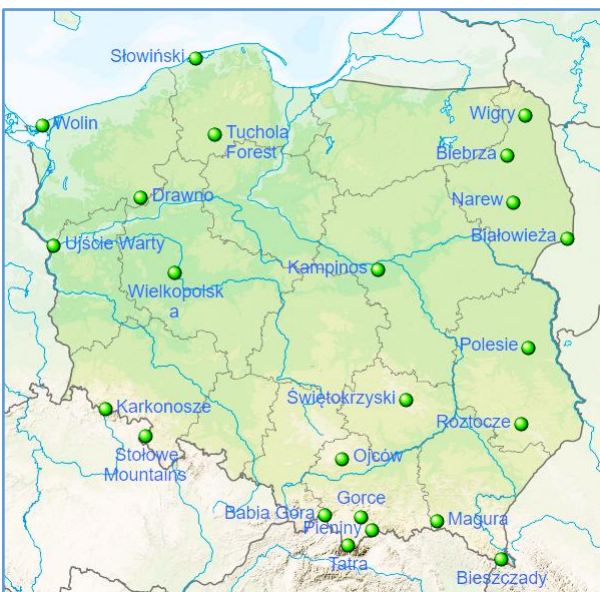 Słowiński
Wigry
Wolin
Tuchola
Forest
Biebrza
Drawno
Narew
Białowieża
Ujście Warty
Kampinos
Wielkopolsk
a
Polesie
Świętokrzyski
Karkonosze
Roztocze
Stołowe
Mountains
Ojców
Gorce
Babia Góra
Magura
Pieniny
Tatra
Bieszczady